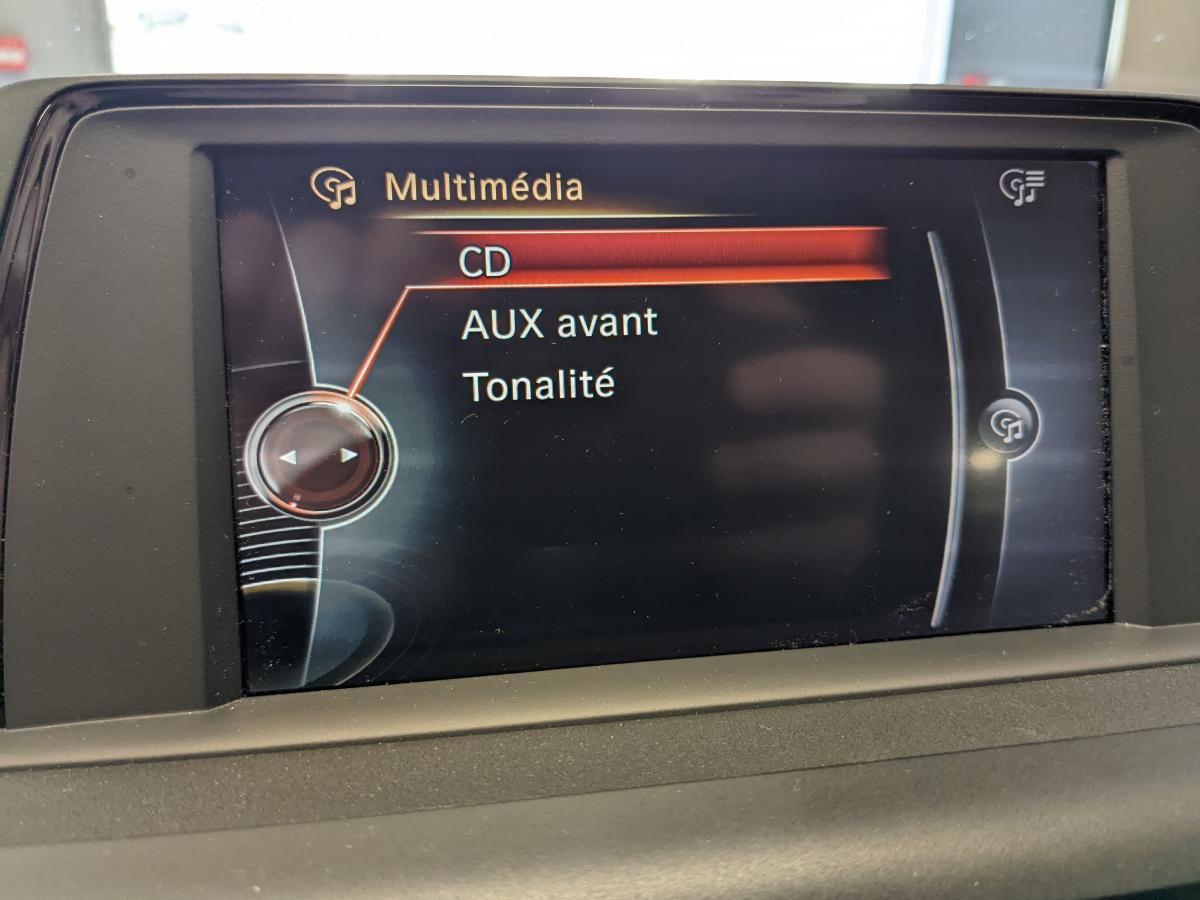 Multimédia
CD
AUX avant
Tonalité